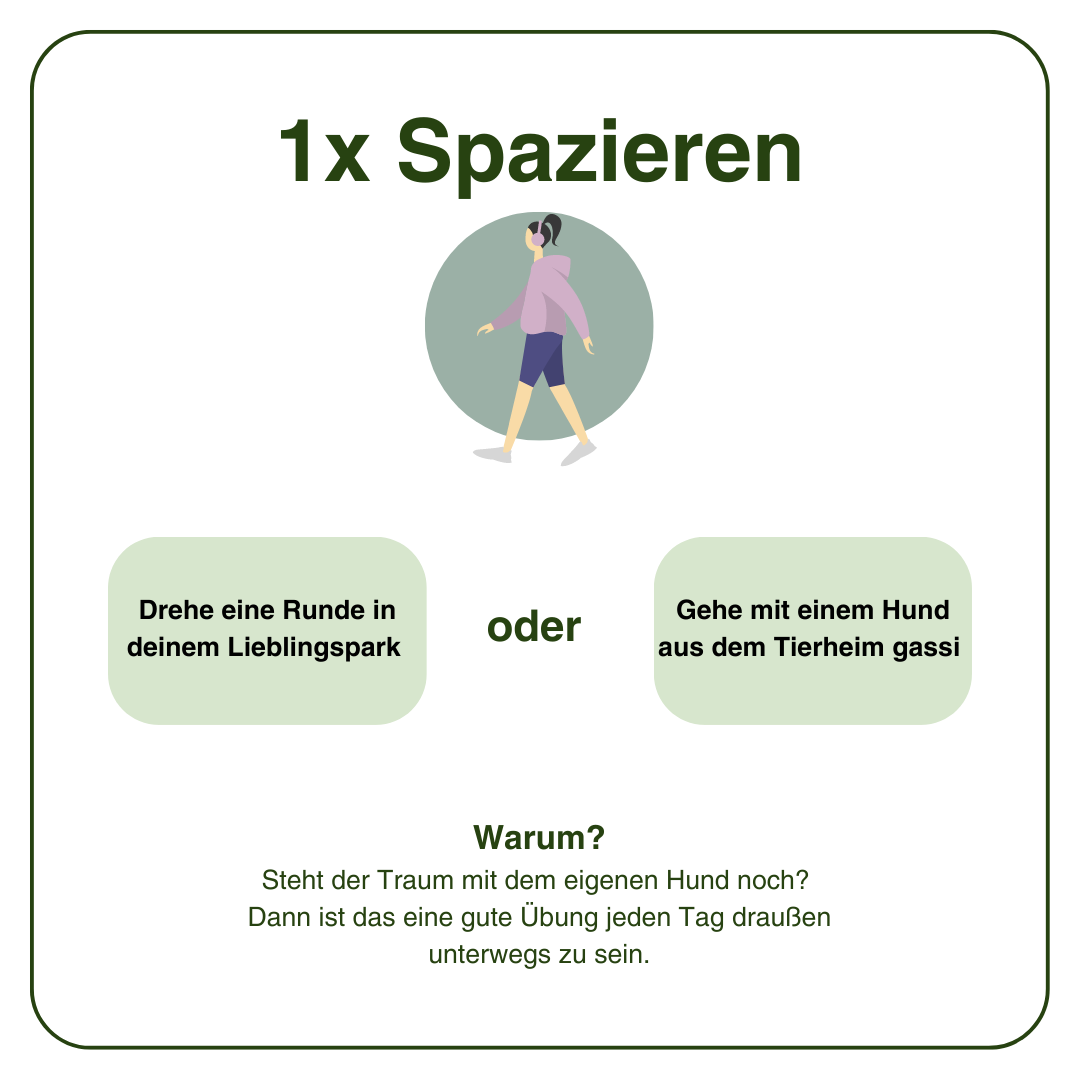 1x Spazieren
Drehe eine Runde in
deinem Lieblingspark
oder
Gehe mit einem Hund
aus dem Tierheim gassi
Warum?
Steht der Traum mit dem eigenen Hund noch?
Dann ist das eine gute Übung jeden Tag draußen
unterwegs zu sein.